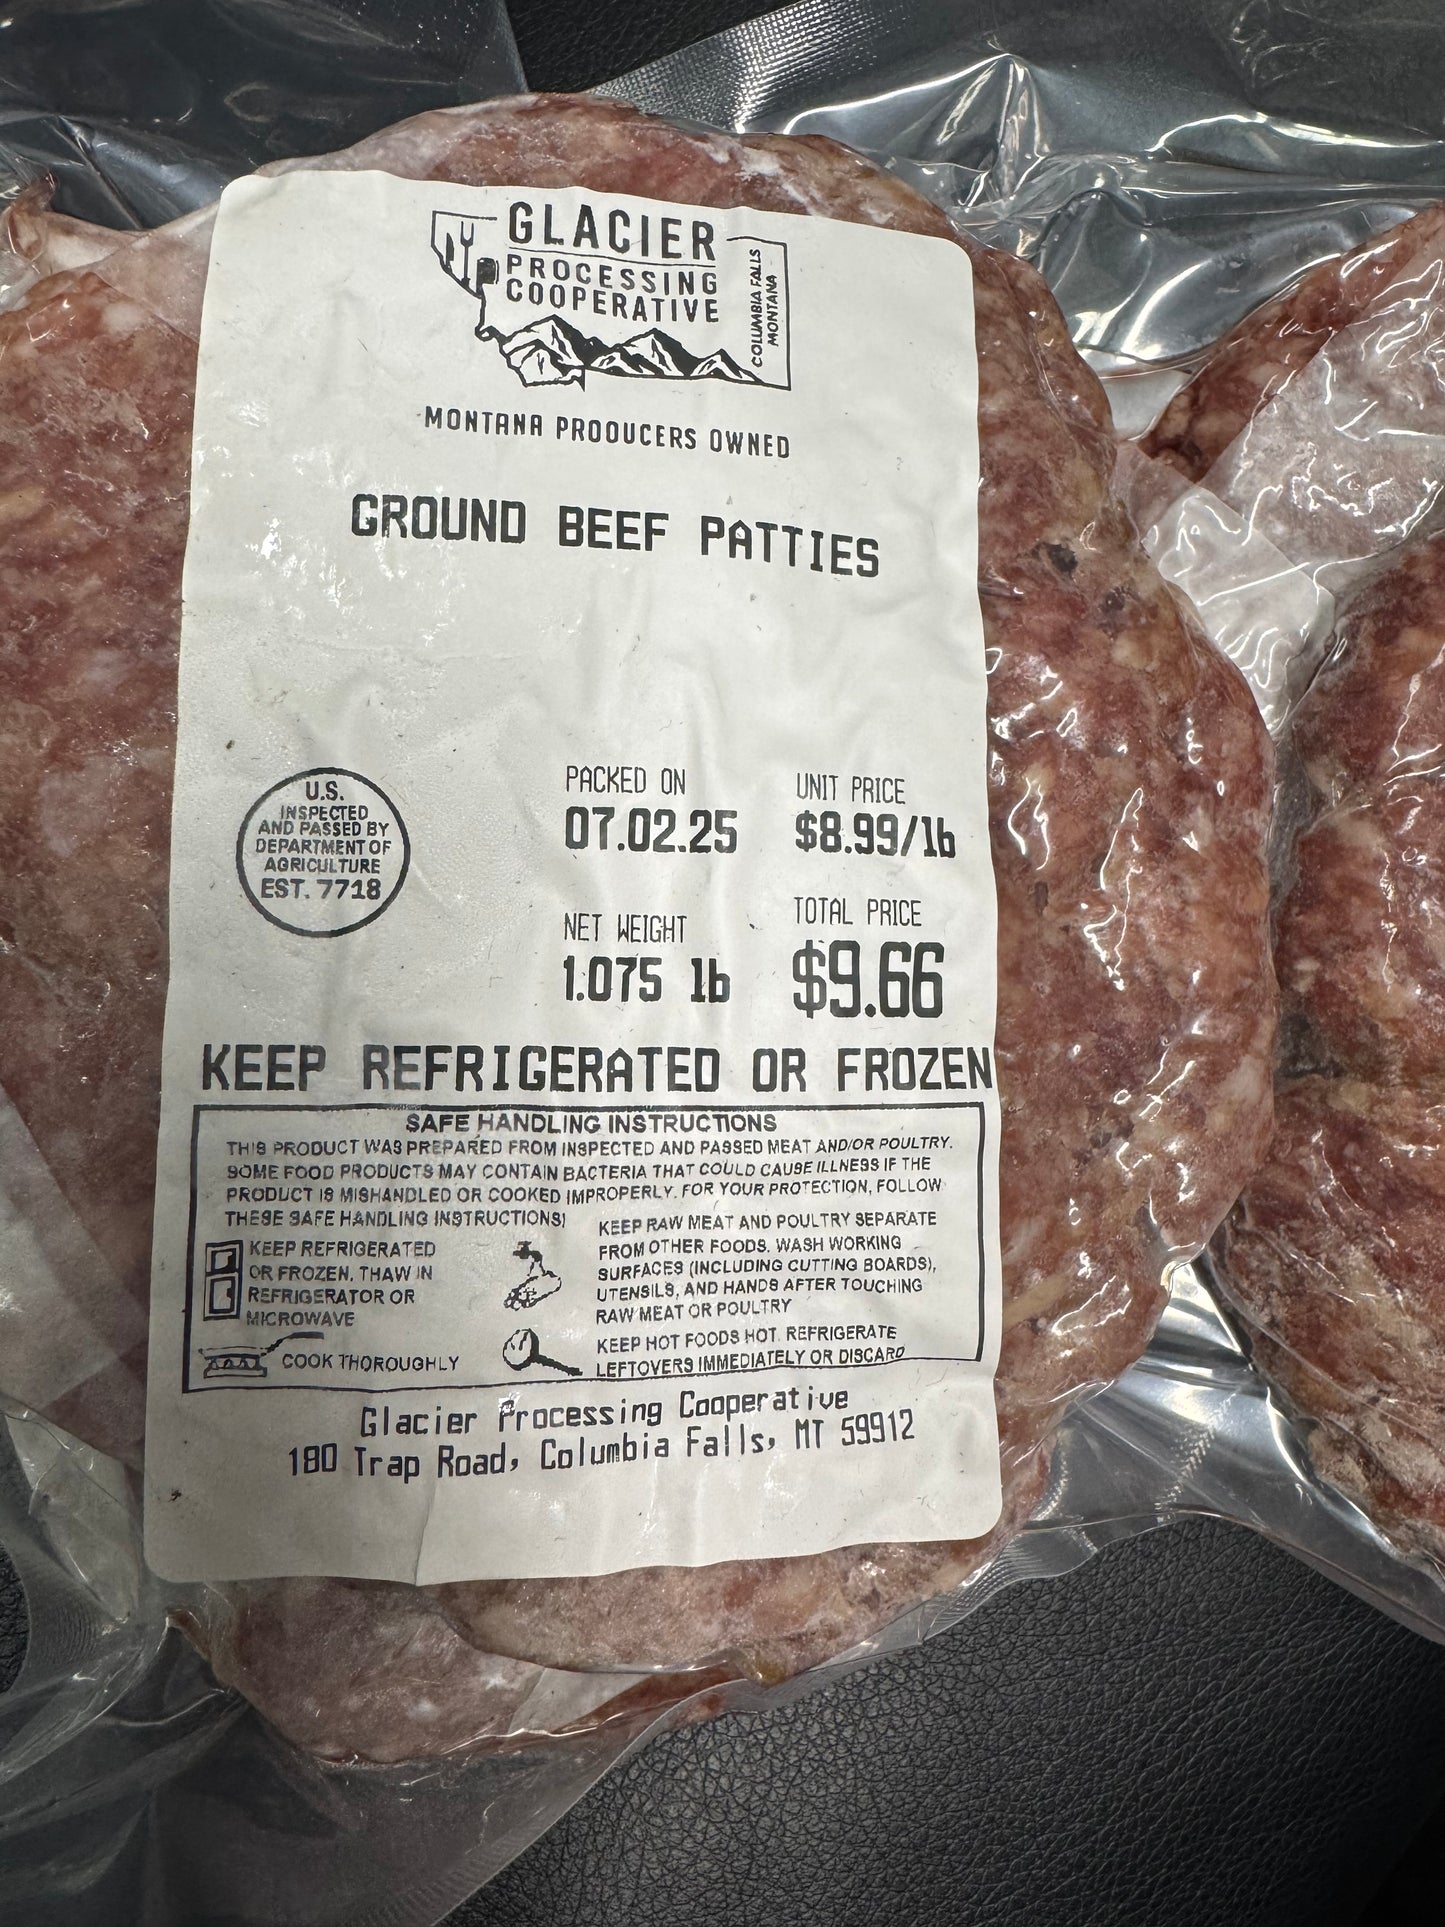 GLACIER
PROCESSING
COOPERATIVE
COLUMBIA FALLS
MONTANA
MONTANA PRODUCERS OWNED
GROUND BEEF PATTIES
U.S.
INSPECTED
AND PASSED BY
DEPARTMENT OF
AGRICULTURE
EST. 7718
PACKED ON
07.02.25
UNIT PRICE
$8.99/lb
NET WEIGHT
1.075 lb
TOTAL PRICE
$9.66
KEEP REFRIGERATED OR FROZEN
SAFE HANDLING INSTRUCTIONS
THIS PRODUCT WAS PREPARED FROM INSPECTED AND PASSED MEAT AND/OR POULTRY.
SOME FOOD PRODUCTS MAY CONTAIN BACTERIA THAT COULD CAUSE ILLNESS IF THE
PRODUCT IS MISHANDLED OR COOKED IMPROPERLY. FOR YOUR PROTECTION, FOLLOW
THESE SAFE HANDLING INSTRUCTIONS!
KEEP REFRIGERATED
OR FROZEN. THAW IN
REFRIGERATOR OR
MICROWAVE
COOK THOROUGHLY
KEEP RAW MEAT AND POULTRY SEPARATE
FROM OTHER FOODS. WASH WORKING
SURFACES (INCLUDING CUTTING BOARDS),
UTENSILS, AND HANDS AFTER TOUCHING
RAW MEAT OR POULTRY
KEEP HOT FOODS HOT. REFRIGERATE
LEFTOVERS IMMEDIATELY OR DISCARD
Glacier Processing Cooperative
180 Trap Road, Columbia Falls, MT 59912